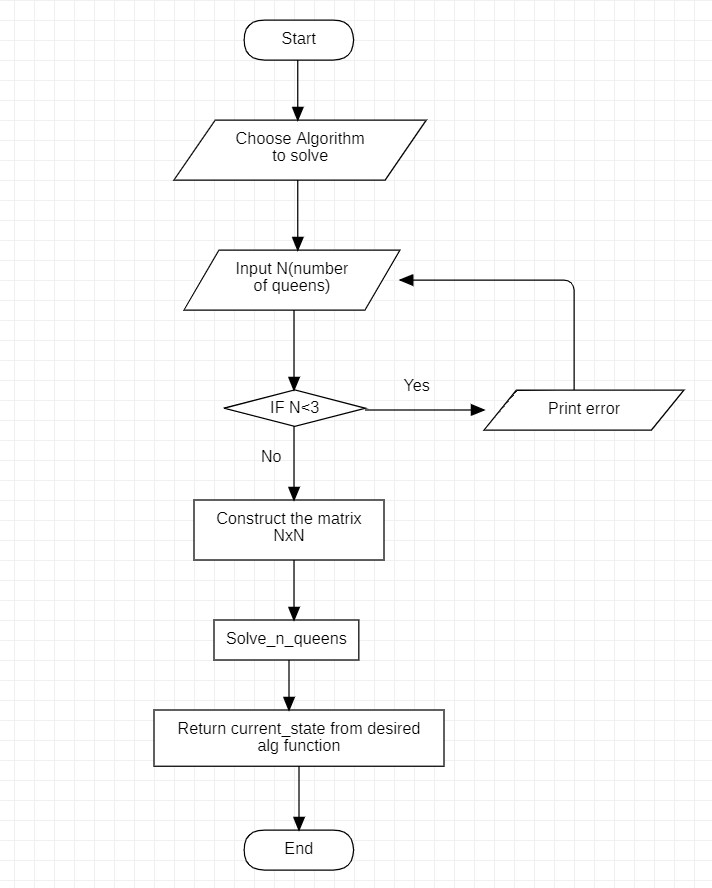 Start
Choose Algorithm
to solve
Input N(number
of queens)
Yes
IF N<3
Print error
No
Construct the matrix
NxN
Solve_n_queens
Return current_state from desired
alg function
End